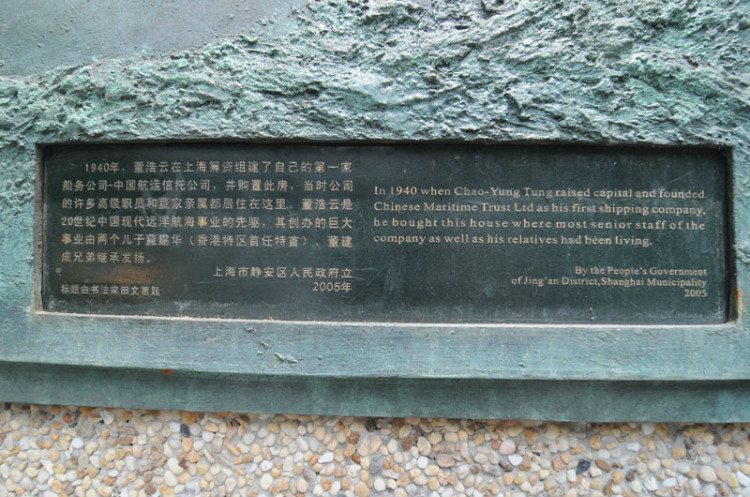 1940年，董浩云在上海筹资组建了自己的第一家
船务公司-中国航运信托公司，并购置此房，当时公司
的许多高级职员和董家亲属都居住在这里。董浩云是
20世纪中国现代远洋航海事业的先驱，其创办的巨大
事业由两个儿子董建华（香港特区首任特首）、董建
成兄弟继承发扬。
上海市静安区人民政府立
2005年
标题由书法家田文惠题
In 1940 when Chao-Yung Tung raised capital and founded
Chinese Maritime Trust Ltd as his first shipping company,
he bought this house where most senior staff of the
company as well as his relatives had been living.
By the People's Government
of Jing'an District,Shanghai Municipality
2005